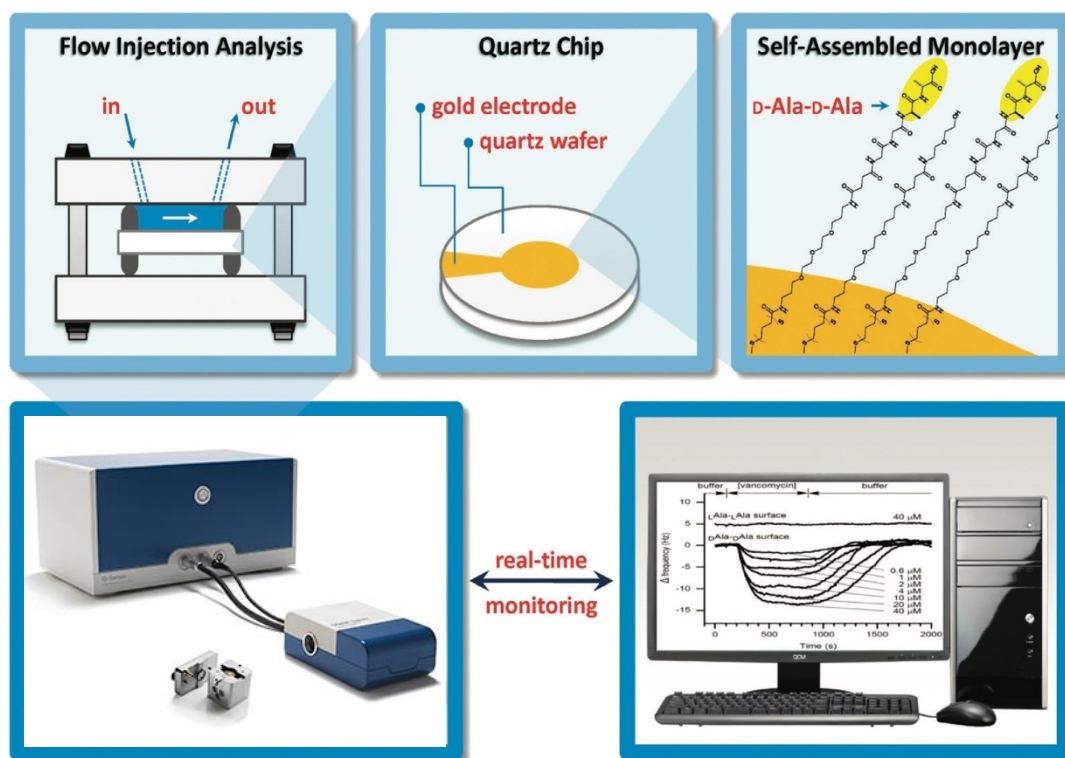 Flow Injection Analysis
in
out
Quartz Chip
gold electrode
quartz wafer
Self-Assembled Monolayer
D-Ala-D-Ala
real-time
monitoring
buffer
[vancomycin]
buffer
LAla-LAla surface
40 µM
DAla-DAla surface
0.6 µM
1 µM
2 µM
4 µM
10 µM
20 µM
40 µM
Δ frequency (Hz)
10
5
0
-5
-10
-15
0
500
1000
1500
2000
Time (s)
QCM